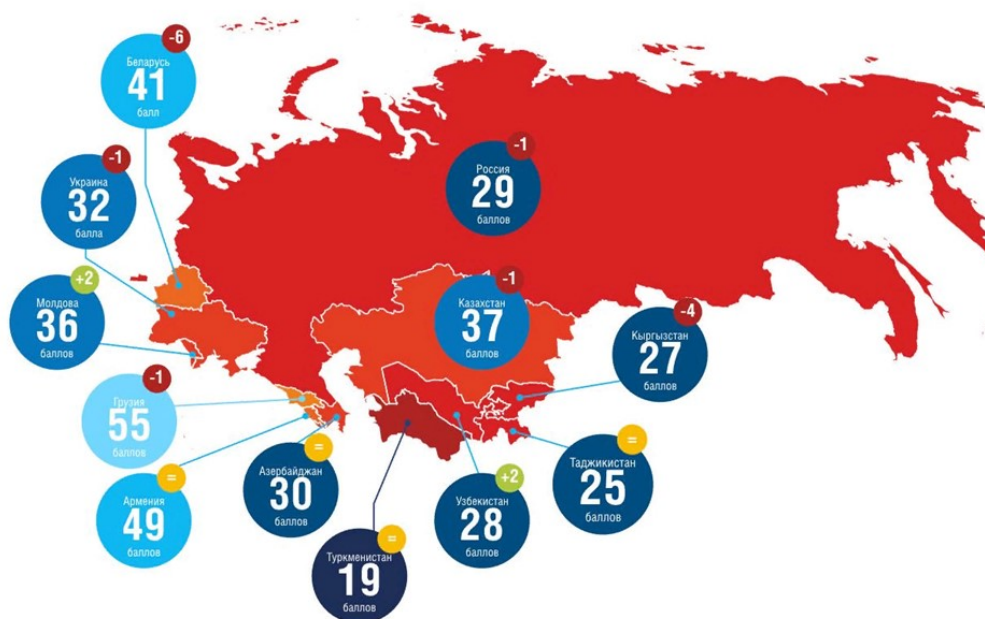 -6
Беларусь
41
балл
-1
Украина
32
балла
+2
Молдова
36
баллов
-1
Россия
29
баллов
-1
Казахстан
37
баллов
-4
Кыргызстан
27
баллов
-1
Грузия
55
баллов
=
Армения
49
баллов
=
Азербайджан
30
баллов
=
Туркменистан
19
баллов
+2
Узбекистан
28
баллов
=
Таджикистан
25
баллов